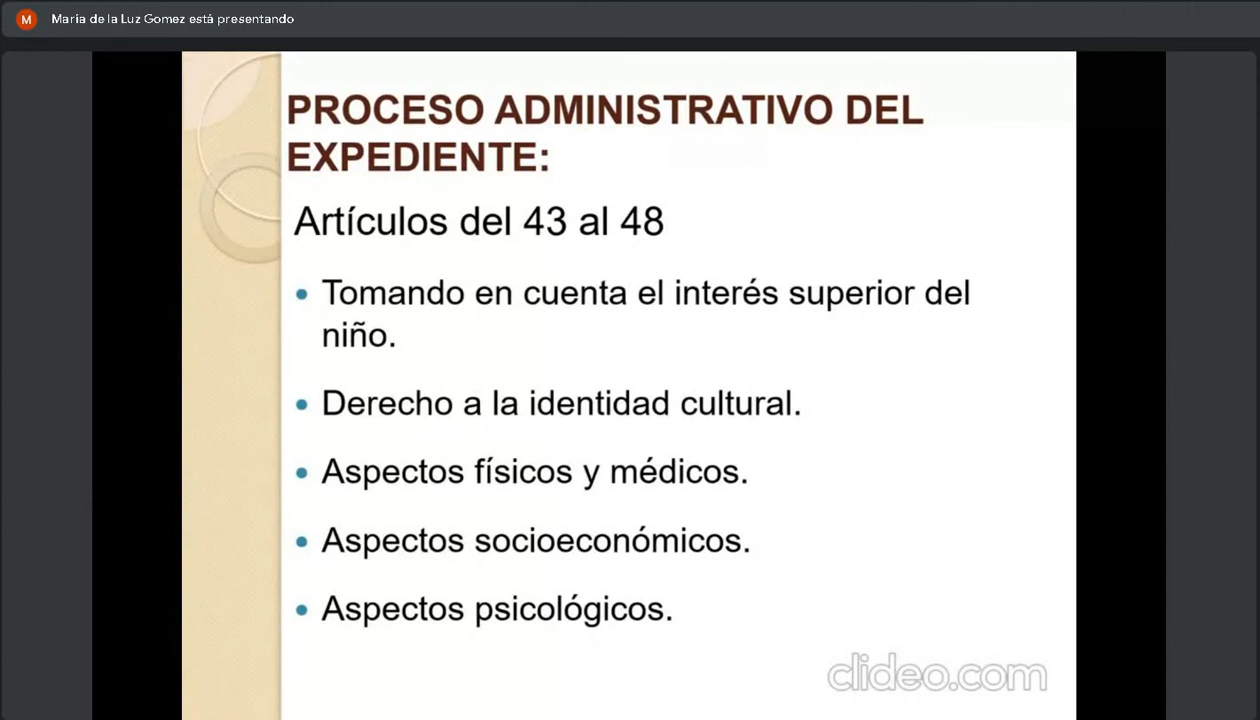 M
Maria de la Luz Gomez está presentando
PROCESO ADMINISTRATIVO DEL
EXPEDIENTE:
Artículos del 43 al 48
• Tomando en cuenta el interés superior del
niño.
• Derecho a la identidad cultural.
• Aspectos físicos y médicos.
• Aspectos socioeconómicos.
• Aspectos psicológicos.
clideo.com